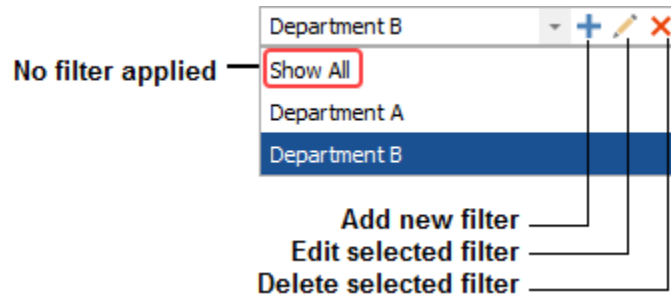 Department B
No filter applied
Show All
Department A
Department B
Add new filter
Edit selected filter
Delete selected filter